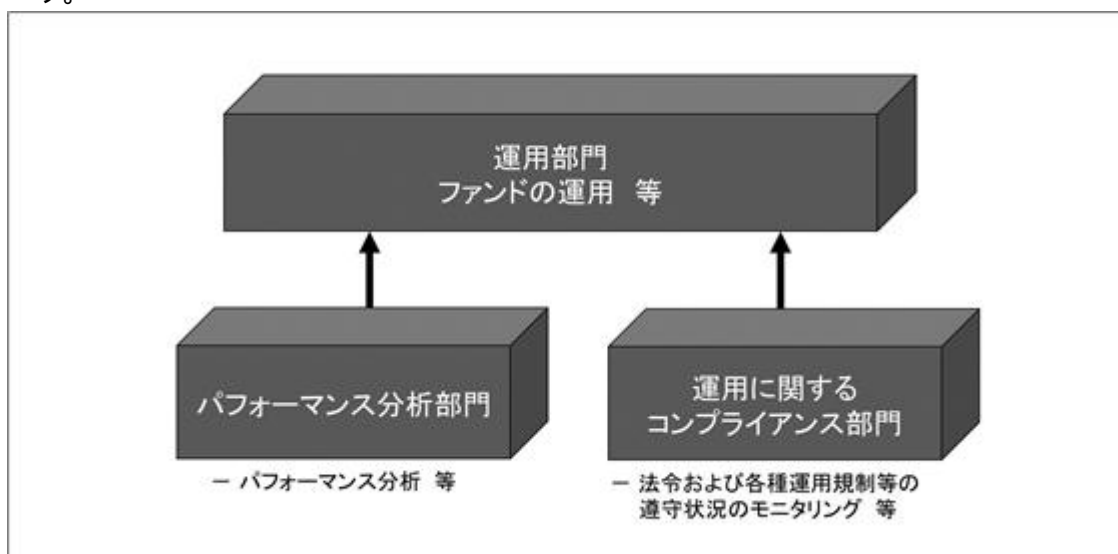 す。
運用部門
ファンドの運用 等
パフォーマンス分析部門
運用に関する
コンプライアンス部門
－ パフォーマンス分析 等
－ 法令および各種運用規制等の
遵守状況のモニタリング 等